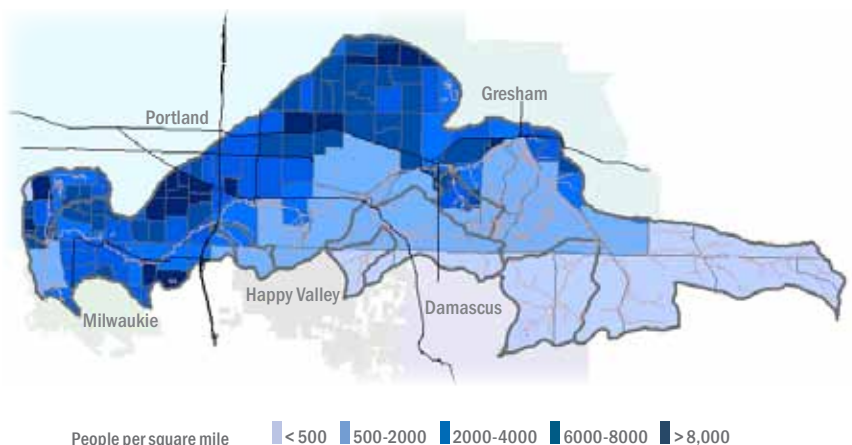 Gresham
Portland
Happy Valley
Damascus
Milwaukie
People per square mile < 500 500-2000 2000-4000 6000-8000 > 8,000